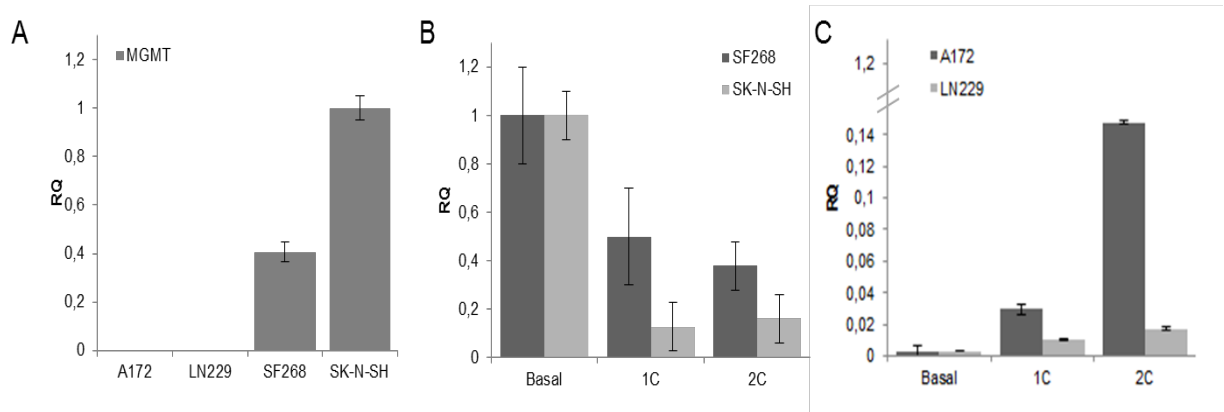 A
MGMT
1,2
1
0,8
0,6
0,4
0,2
0
RQ
A172 LN229 SF268 SK-N-SH
B
SF268
SK-N-SH
1,2
1
0,8
0,6
0,4
0,2
0
RQ
Basal 1C 2C
C
A172
LN229
1,2
0,14
0,12
0,1
0,08
0,06
0,04
0,02
0
RQ
Basal 1C 2C